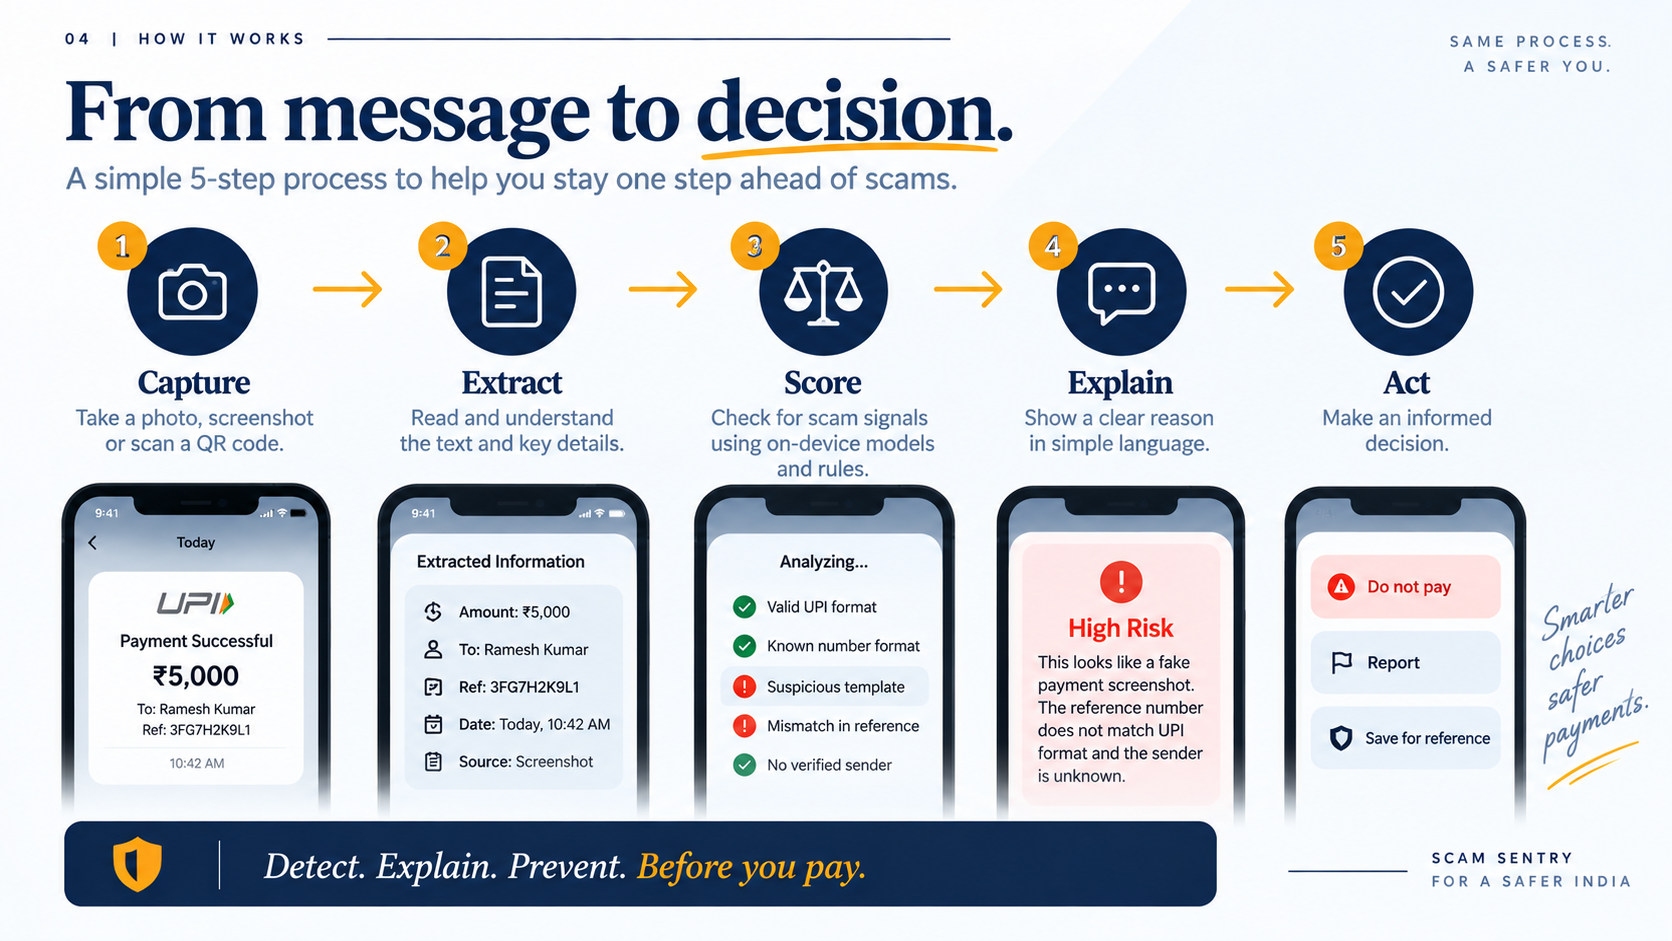 04 | HOW IT WORKS
SAME PROCESS.
A SAFER YOU.
From message to decision.
A simple 5-step process to help you stay one step ahead of scams.
1
Capture
Take a photo, screenshot
or scan a QR code.
2
Extract
Read and understand
the text and key details.
3
Score
Check for scam signals
using on-device models
and rules.
4
Explain
Show a clear reason
in simple language.
5
Act
Make an informed
decision.
9:41
Today
UPI
Payment Successful
₹5,000
To: Ramesh Kumar
Ref: 3FG7H2K9L1
10:42 AM
9:41
Extracted Information
Amount: ₹5,000
To: Ramesh Kumar
Ref: 3FG7H2K9L1
Date: Today, 10:42 AM
Source: Screenshot
Analyzing...
Valid UPI format
Known number format
Suspicious template
Mismatch in reference
No verified sender
High Risk
This looks like a fake
payment screenshot.
The reference number
does not match UPI
format and the sender
is unknown.
Do not pay
Report
Save for reference
Smarter
choices
safer
payments.
Detect. Explain. Prevent. Before you pay.
SCAM SENTRY
FOR A SAFER INDIA